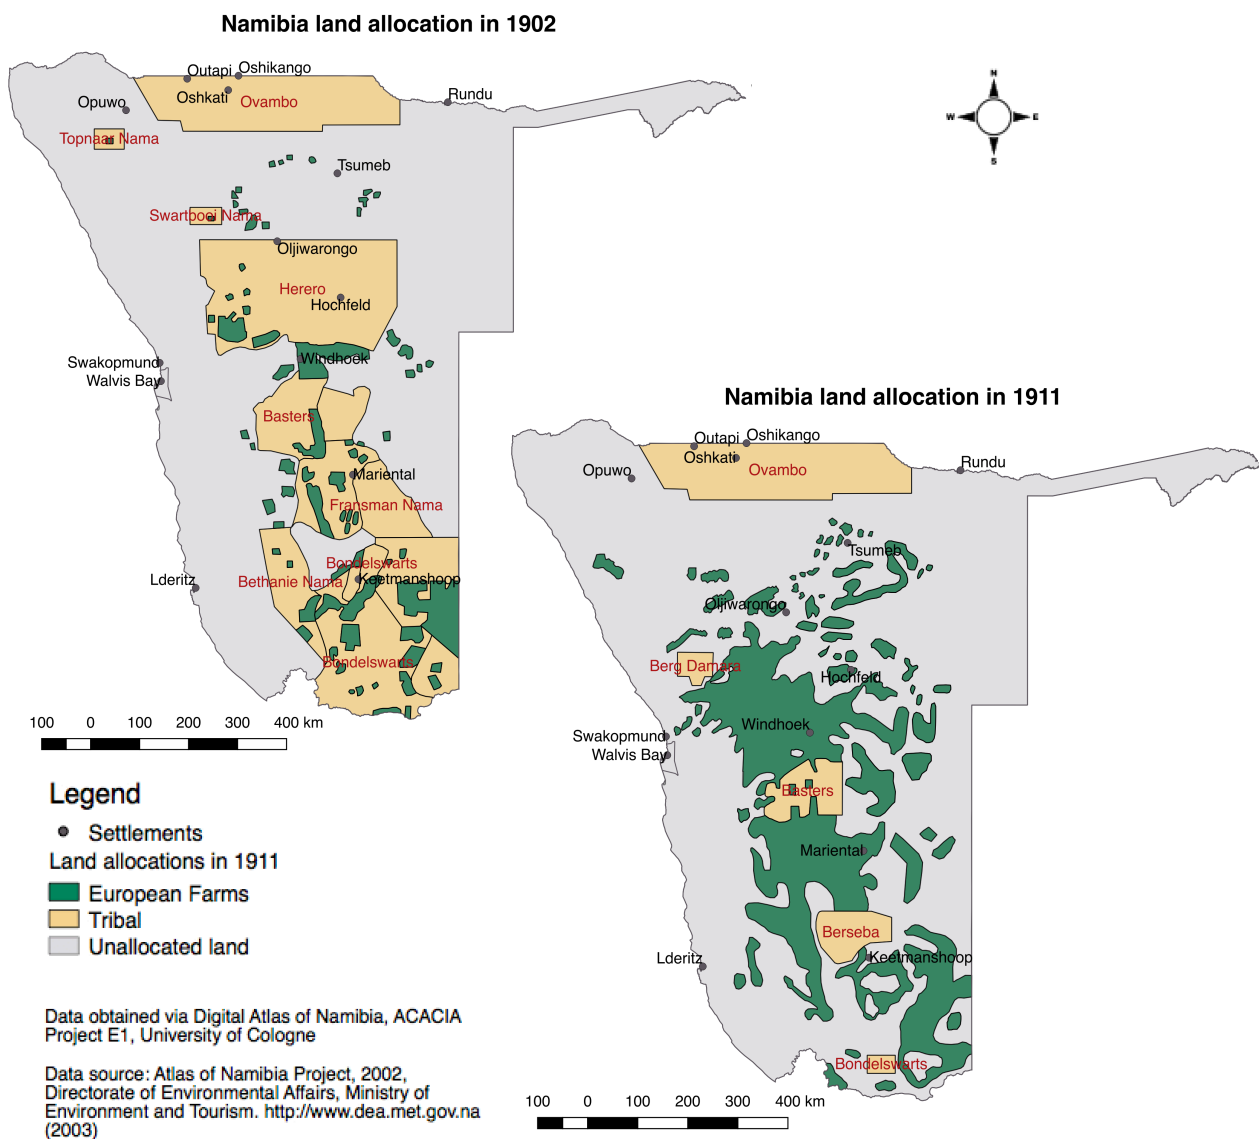 Namibia land allocation in 1902
Outapi
Oshikango
Opuwo
Oshkati
Ovambo
Rundu
Topnaar Nama
Tsumeb
Swartbooi Nama
Oljiwarongo
Herero
Hochfeld
Swakopmund
Windhoek
Walvis Bay
Basters
Mariental
Fransman Nama
Bondelswarts
Bethanie Nama
Keetmanshoop
Lderitz
Bondelswarts
100 0 100 200 300 400 km
N
W E
S
Namibia land allocation in 1911
Outapi
Oshikango
Oshkati
Opuwo
Ovambo
Rundu
Tsumeb
Oljiwarongo
Berg Damara
Hochfeld
Windhoek
Swakopmund
Walvis Bay
Basters
Mariental
Berseba
Lderitz
Keetmanshoop
Bondelswarts
100 0 100 200 300 400 km
Legend
Settlements
Land allocations in 1911
European Farms
Tribal
Unallocated land
Data obtained via Digital Atlas of Namibia, ACACIA
Project E1, University of Cologne
Data source: Atlas of Namibia Project, 2002,
Directorate of Environmental Affairs, Ministry of
Environment and Tourism. http://www.dea.met.gov.na
(2003)